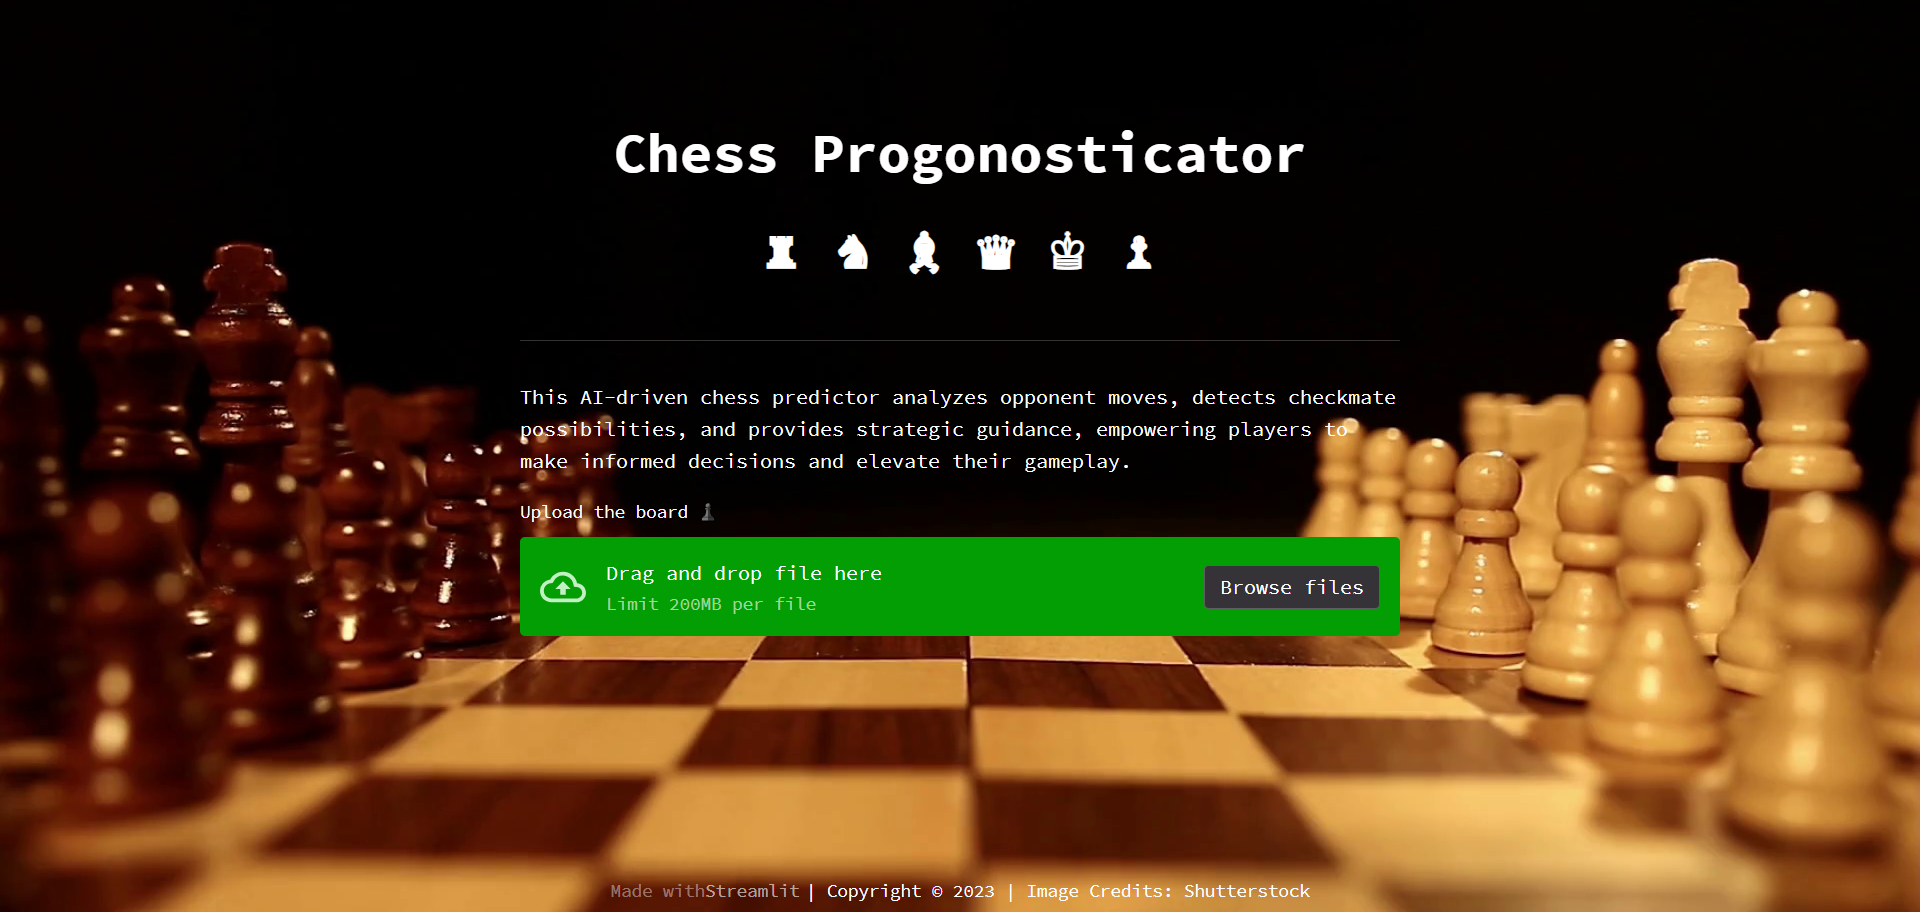 Chess Progonosticator
♜ ♞ ♝ ♛ ♚ ♟
This AI-driven chess predictor analyzes opponent moves, detects checkmate
possibilities, and provides strategic guidance, empowering players to
make informed decisions and elevate their gameplay.
Upload the board ♟
Drag and drop file here
Limit 200MB per file
Browse files
Made withStreamlit | Copyright © 2023 | Image Credits: Shutterstock